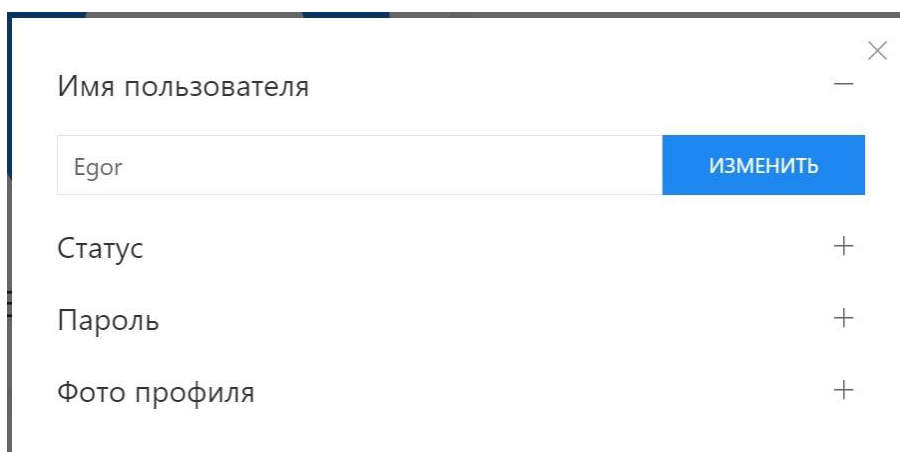 Имя пользователя
Egor ИЗМЕНИТЬ
Статус
Пароль
Фото профиля